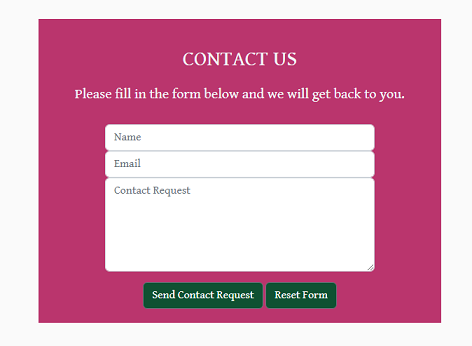 CONTACT US
Please fill in the form below and we will get back to you.
Name
Email
Contact Request
Send Contact Request Reset Form